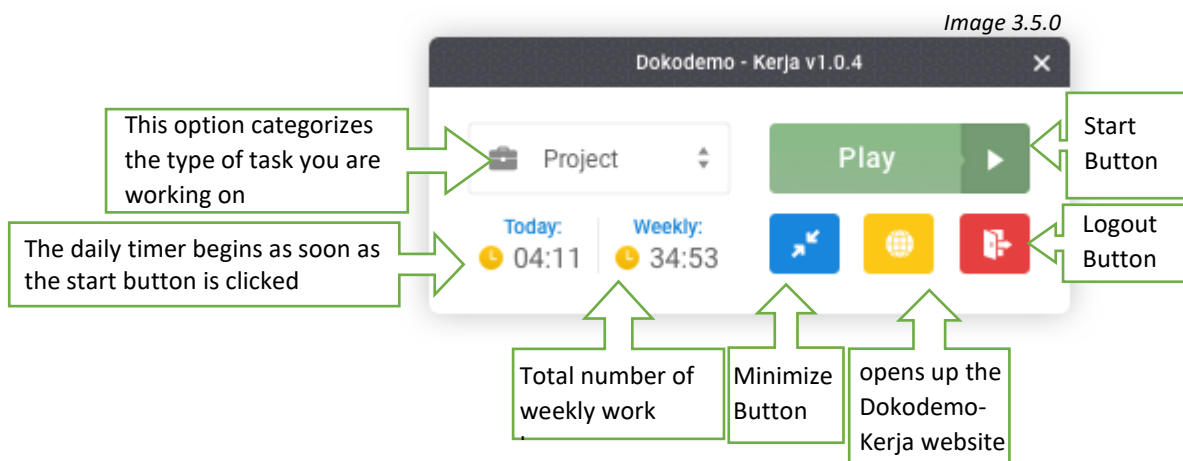 Image 3.5.0
Dokodemo - Kerja v1.0.4
This option categorizes
the type of task you are
working on
Project
Play
Start
Button
The daily timer begins as soon as
the start button is clicked
Today:
04:11
Weekly:
34:53
Logout
Button
Total number of
weekly work
Minimize
Button
opens up the
Dokodemo-
Kerja website